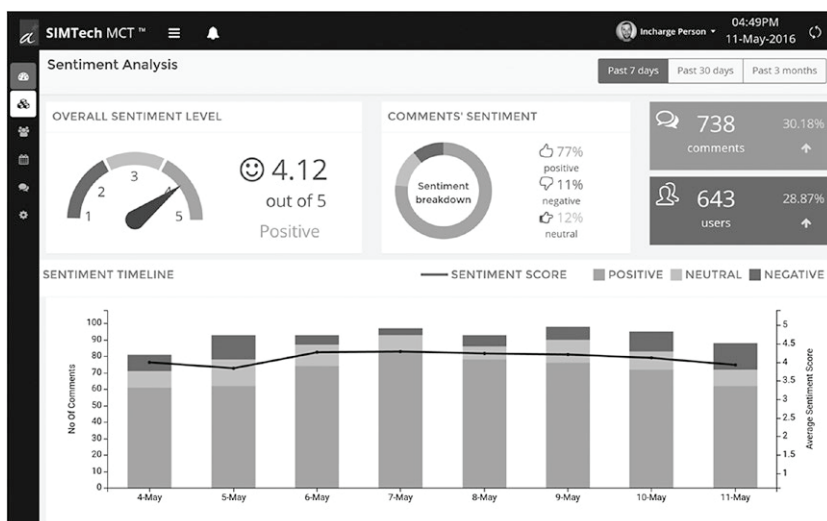 a
SIMTech MCT ™
Incharge Person
04:49PM
11-May-2016
Sentiment Analysis
Past 7 days
Past 30 days
Past 3 months
OVERALL SENTIMENT LEVEL
1
2
3
4
5
4.12
out of 5
Positive
COMMENTS' SENTIMENT
Sentiment
breakdown
77%
positive
11%
negative
12%
neutral
738
comments
30.18%
643
users
28.87%
SENTIMENT TIMELINE
SENTIMENT SCORE
POSITIVE
NEUTRAL
NEGATIVE
No Of Comments
100
90
80
70
60
50
40
30
20
10
0
4-May
5-May
6-May
7-May
8-May
9-May
10-May
11-May
5
4.5
4
3.5
3
2.5
2
1.5
1
Average Sentiment Score